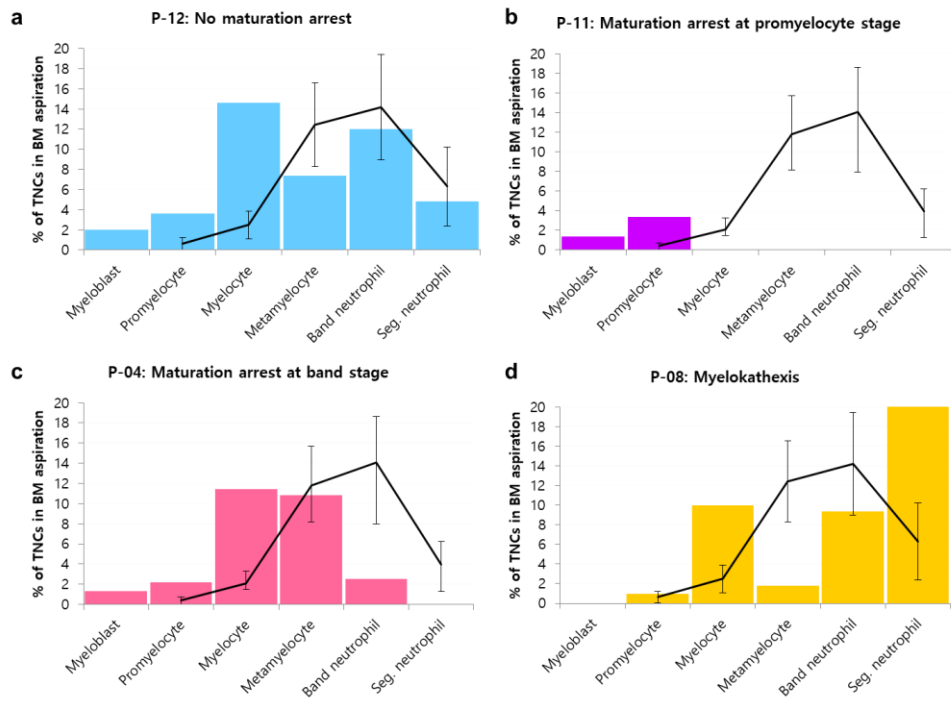 a
P-12: No maturation arrest
% of TNCs in BM aspiration
20
18
16
14
12
10
8
6
4
2
0
Myeloblast
Promyelocyte
Myelocyte
Metamyelocyte
Band neutrophil
Seg. neutrophil
b
P-11: Maturation arrest at promyelocyte stage
% of TNCs in BM aspiration
20
18
16
14
12
10
8
6
4
2
0
Myeloblast
Promyelocyte
Myelocyte
Metamyelocyte
Band neutrophil
Seg. neutrophil
c
P-04: Maturation arrest at band stage
% of TNCs in BM aspiration
20
18
16
14
12
10
8
6
4
2
0
Myeloblast
Promyelocyte
Myelocyte
Metamyelocyte
Band neutrophil
Seg. neutrophil
d
P-08: Myelokathexis
% of TNCs in BM aspiration
20
18
16
14
12
10
8
6
4
2
0
Myeloblast
Promyelocyte
Myelocyte
Metamyelocyte
Band neutrophil
Seg. neutrophil